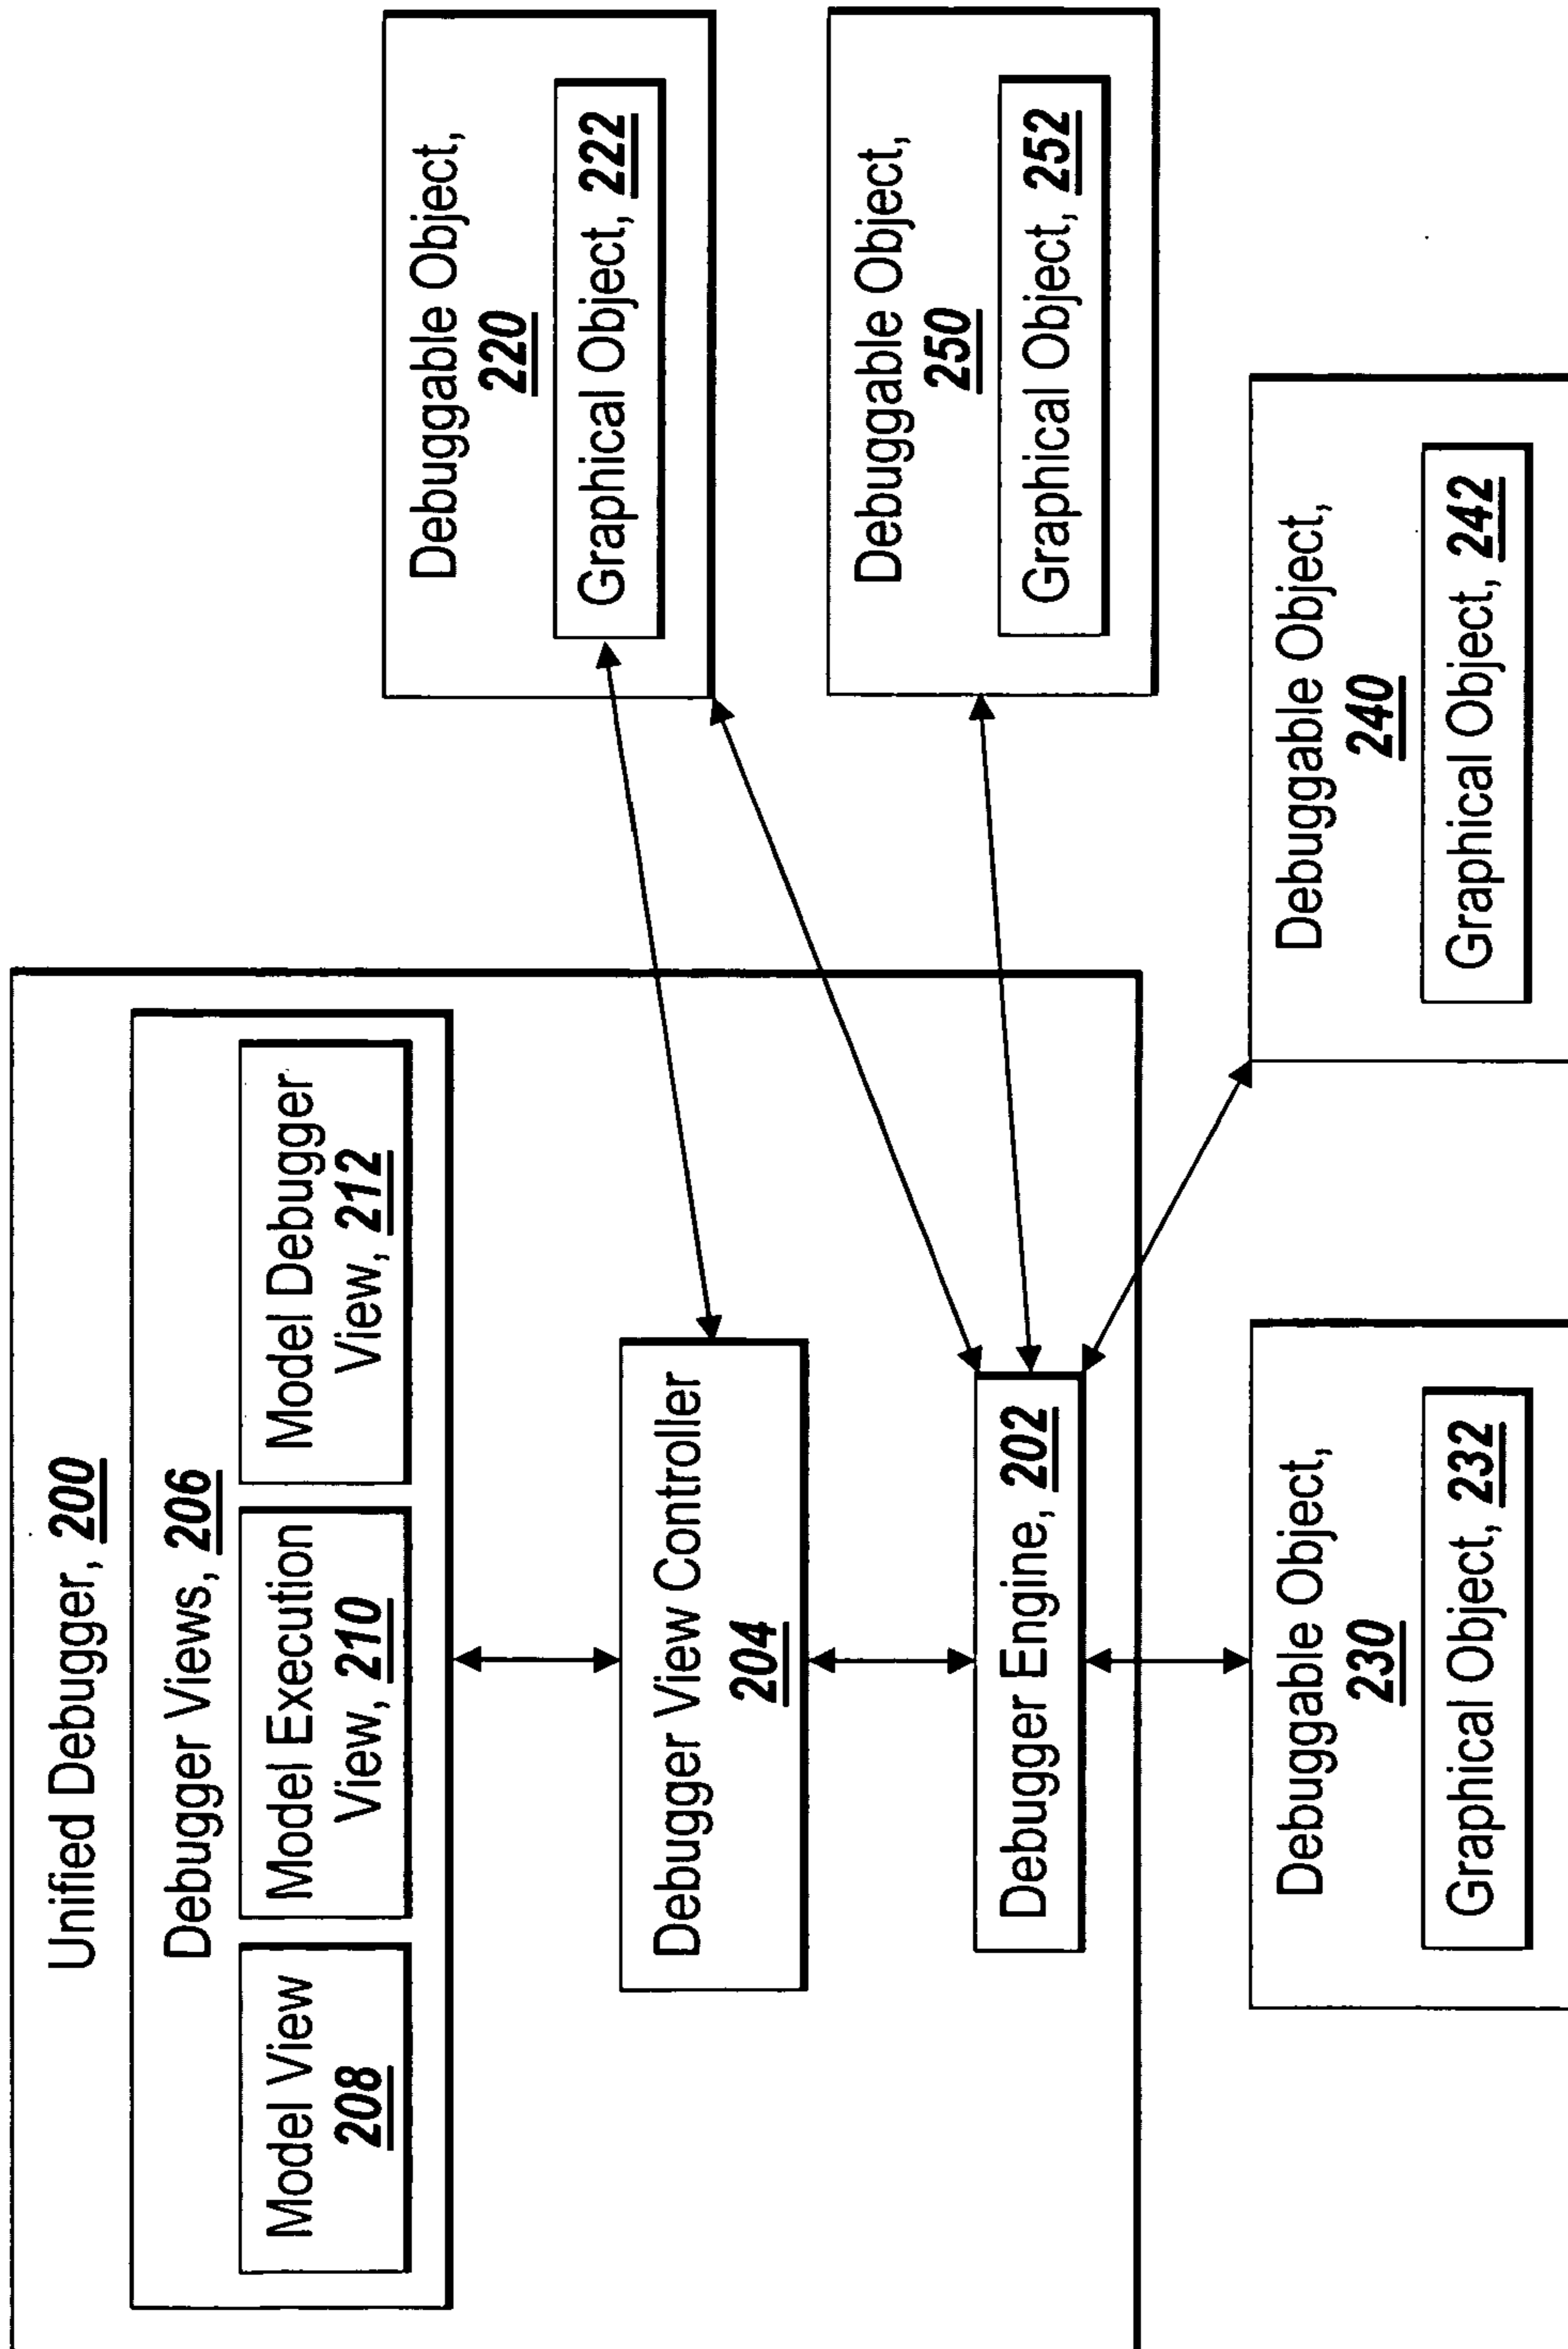 Unified Debugger, 200
Debugger Views, 206
Model View
208
Model Execution
View, 210
Model Debugger
View, 212
Debugger View Controller
204
Debugger Engine, 202
Debuggable Object,
220
Graphical Object, 222
Debuggable Object,
250
Graphical Object, 252
Debuggable Object,
240
Graphical Object, 242
Debuggable Object,
230
Graphical Object, 232